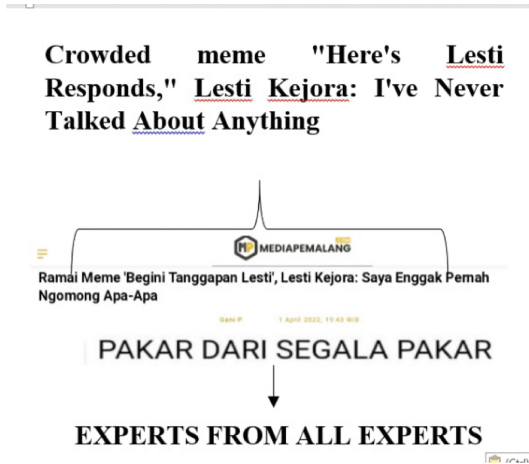 Crowded meme "Here's Lesti
Responds," Lesti Kejora: I've Never
Talked About Anything
MP MEDIAPEMALANG
Ramai Meme 'Begini Tanggapan Lesti', Lesti Kejora: Saya Enggak Pernah
Ngomong Apa-Apa
1 April 2022, 19:43 WIB
PAKAR DARI SEGALA PAKAR
EXPERTS FROM ALL EXPERTS